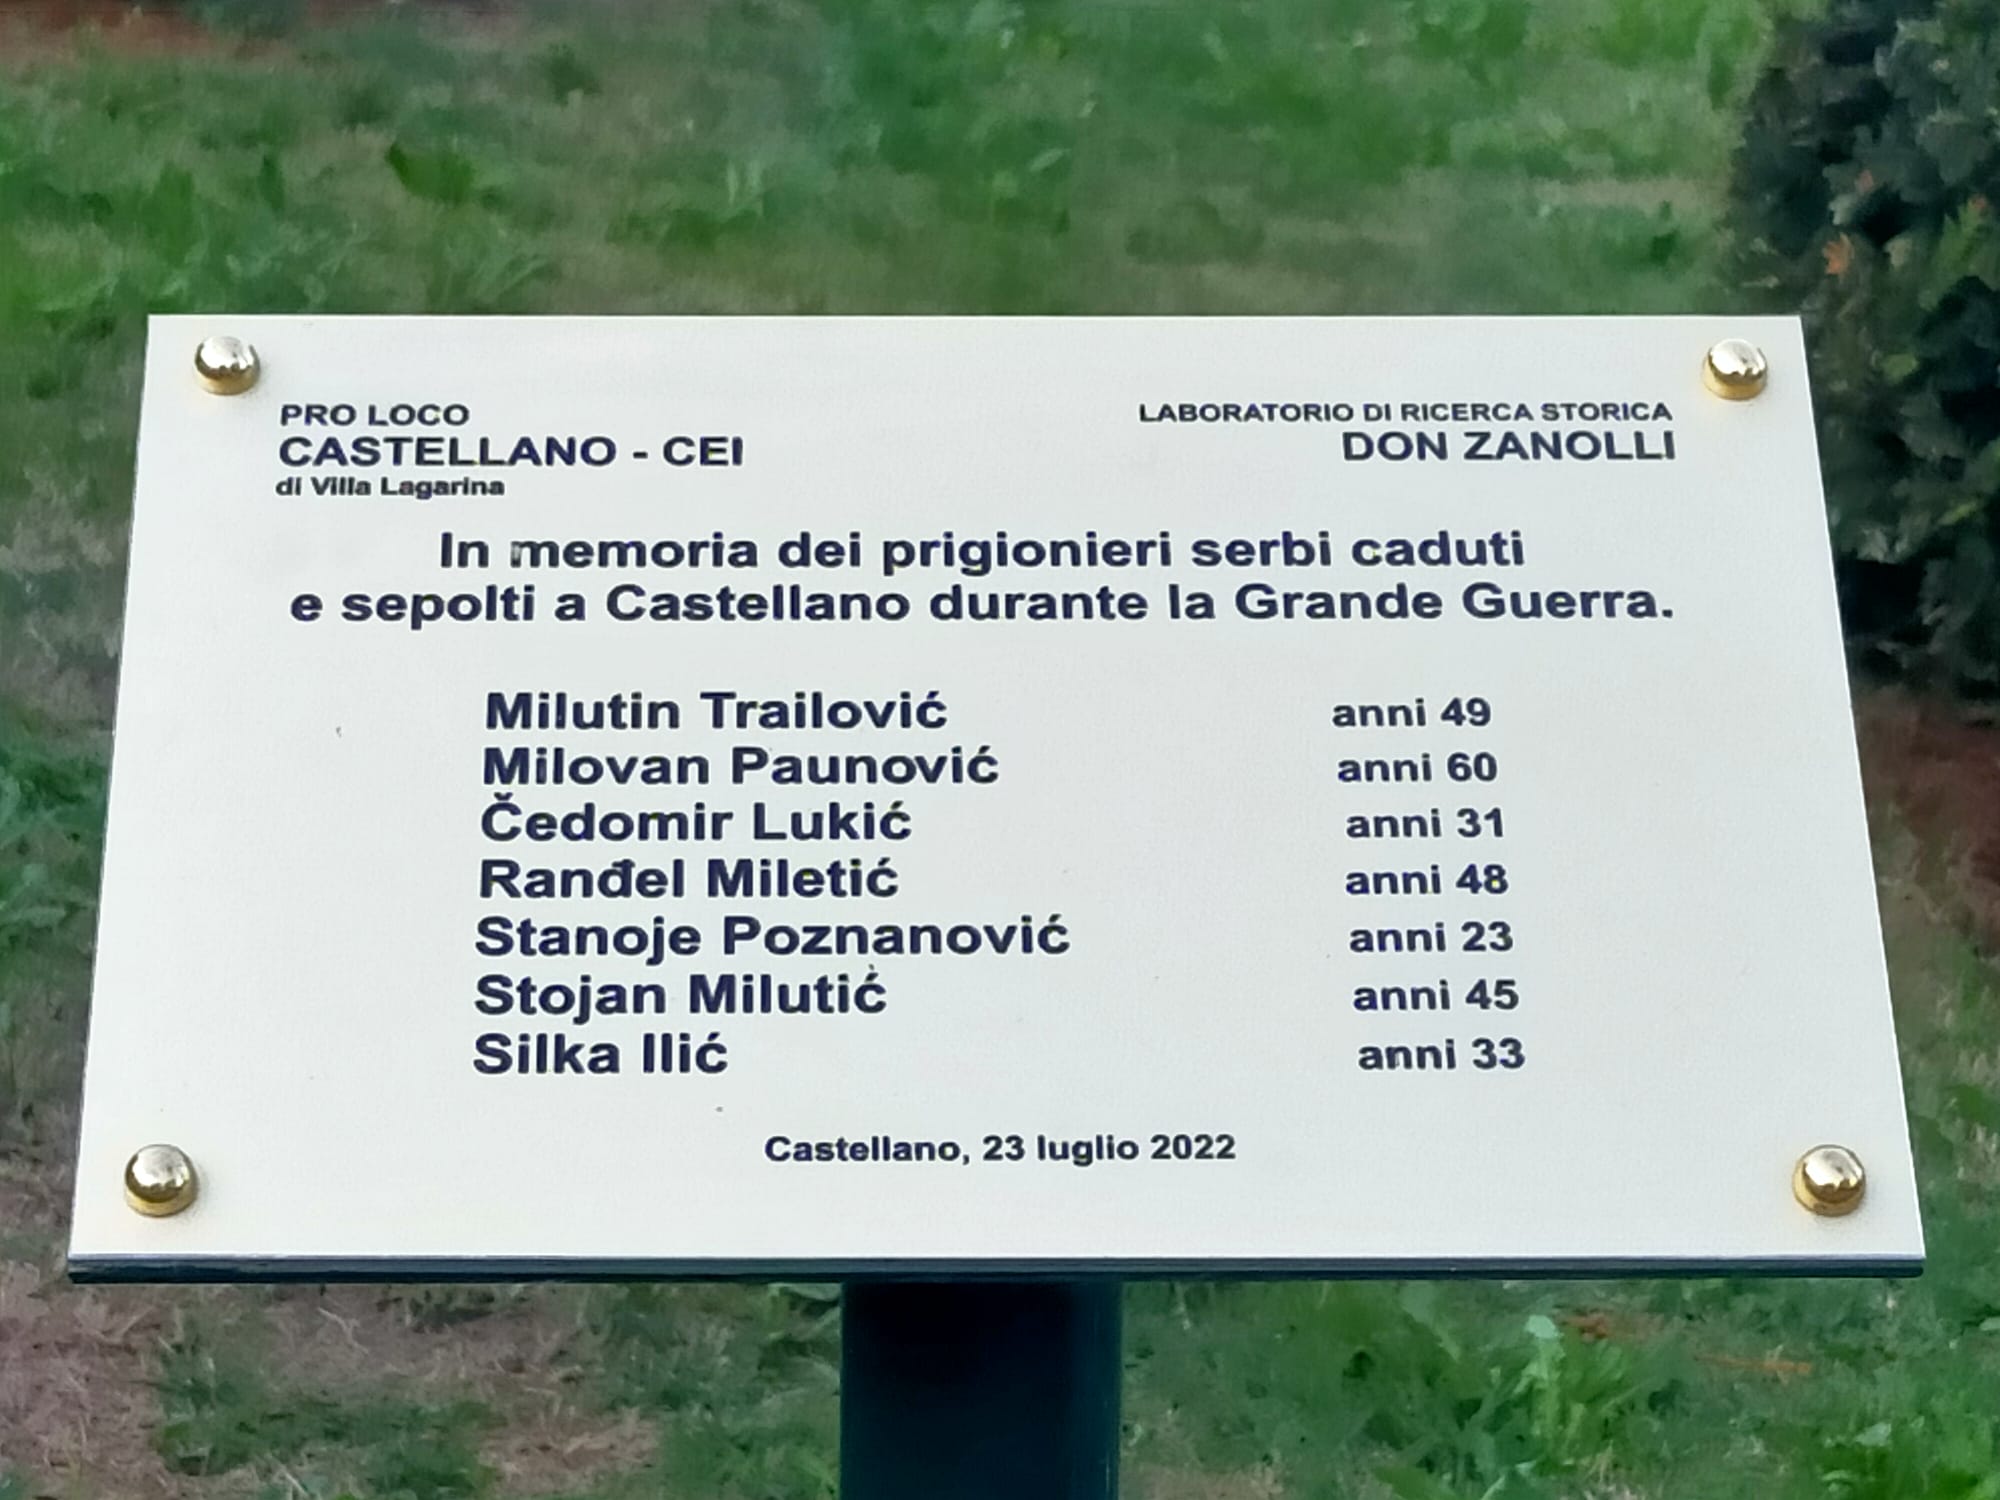 PRO LOCO
CASTELLANO - CEI
di Villa Lagarina
LABORATORIO DI RICERCA STORICA
DON ZANOLLI
In memoria dei prigionieri serbi caduti
e sepolti a Castellano durante la Grande Guerra.
Milutin Trailović anni 49
Milovan Paunović anni 60
Čedomir Lukić anni 31
Ranđel Miletić anni 48
Stanoje Poznanović anni 23
Stojan Milutić anni 45
Silka Ilić anni 33
Castellano, 23 luglio 2022